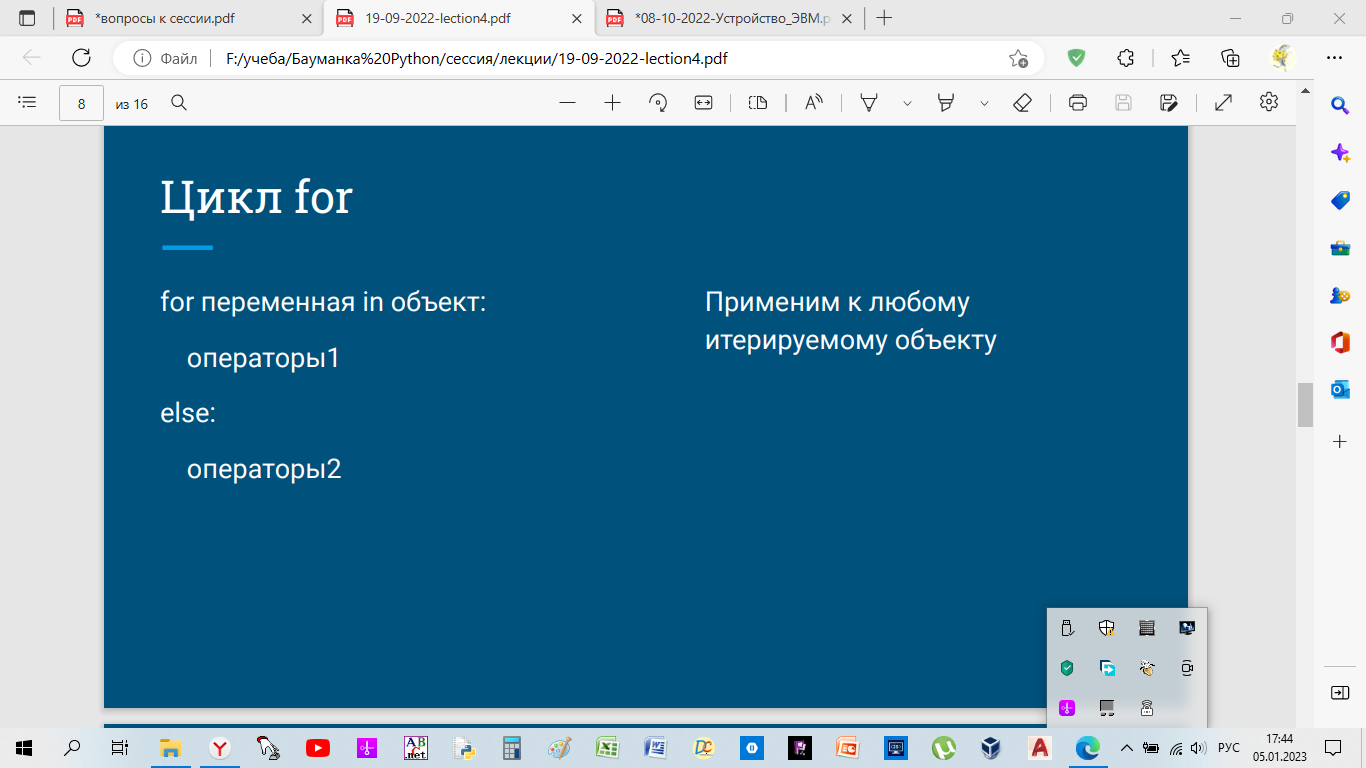 *вопросы к сессии.pdf
19-09-2022-lection4.pdf
*08-10-2022-Устройство_ЭВМ.p
Файл
F:/учеба/Бауманка%20Python/сессия/лекции/19-09-2022-lection4.pdf
8
из 16
Цикл for
for переменная in объект:
операторы1
else:
операторы2
Применим к любому
итерируемому объекту
РУС
17:44
05.01.2023